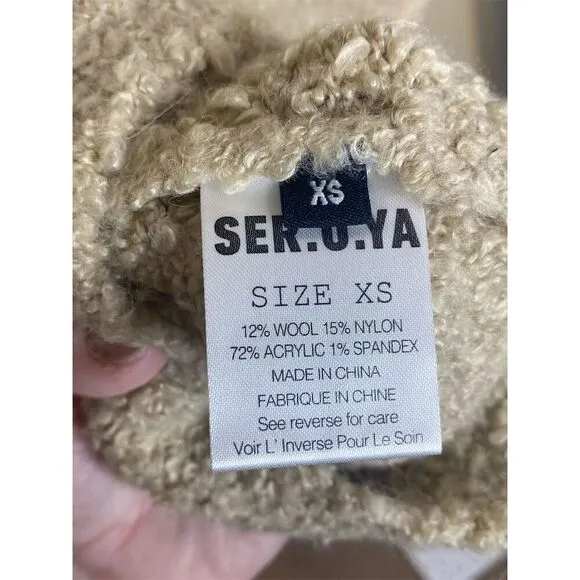 XS
SER.O.YA
SIZE XS
12% WOOL 15% NYLON
72% ACRYLIC 1% SPANDEX
MADE IN CHINA
FABRIQUE IN CHINE
See reverse for care
Voir L' Inverse Pour Le Soin